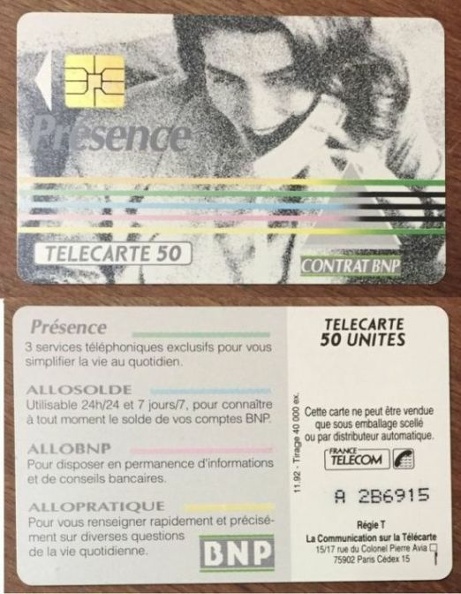 Présence
TELECARTE 50
CONTRAT BNP
Présence
3 services téléphoniques exclusifs pour vous
simplifier la vie au quotidien.
ALLOSOLDE
Utilisable 24h/24 et 7 jours/7, pour connaître
à tout moment le solde de vos comptes BNP.
ALLOBNP
Pour disposer en permanence d'informations
et de conseils bancaires.
ALLOPRATIQUE
Pour vous renseigner rapidement et précisé-
ment sur diverses questions
de la vie quotidienne.
BNP
11.92 - Tirage 40 000 ex.
TELECARTE
50 UNITES
Cette carte ne peut être vendue
que sous emballage scellé
ou par distributeur automatique.
FRANCE
TELECOM
A 2B6915
Régie T
La Communication sur la Télécarte
15/17 rue du Colonel Pierre Avia
75902 Paris Cédex 15